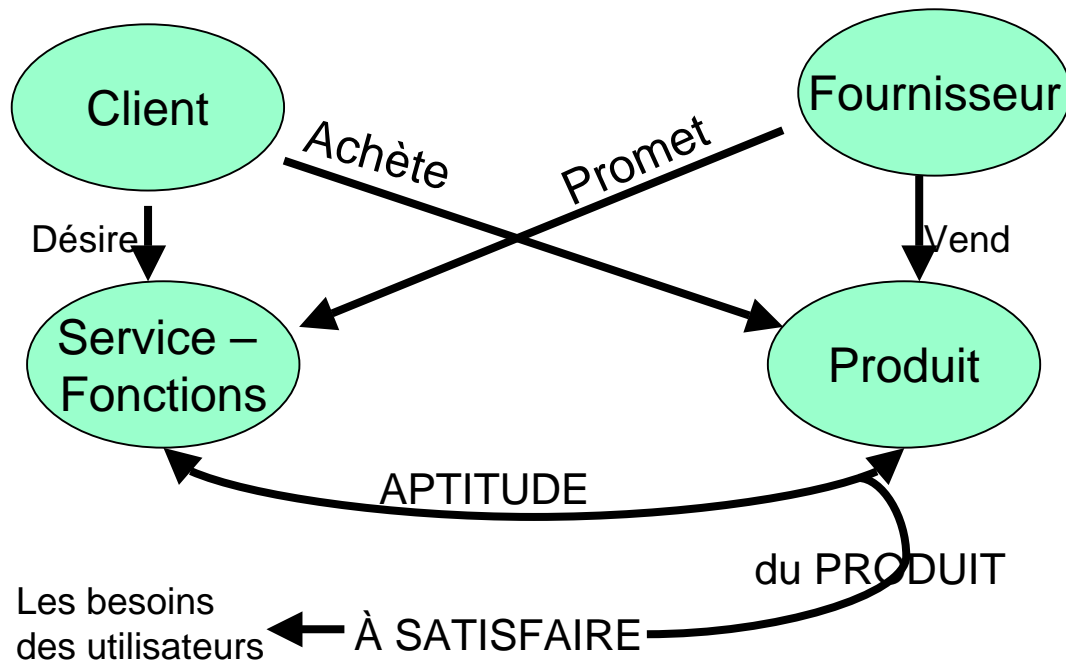 Client
Fournisseur
Achète
Promet
Désire
Vend
Service –
Fonctions
Produit
APTITUDE
du PRODUIT
Les besoins
des utilisateurs
À SATISFAIRE